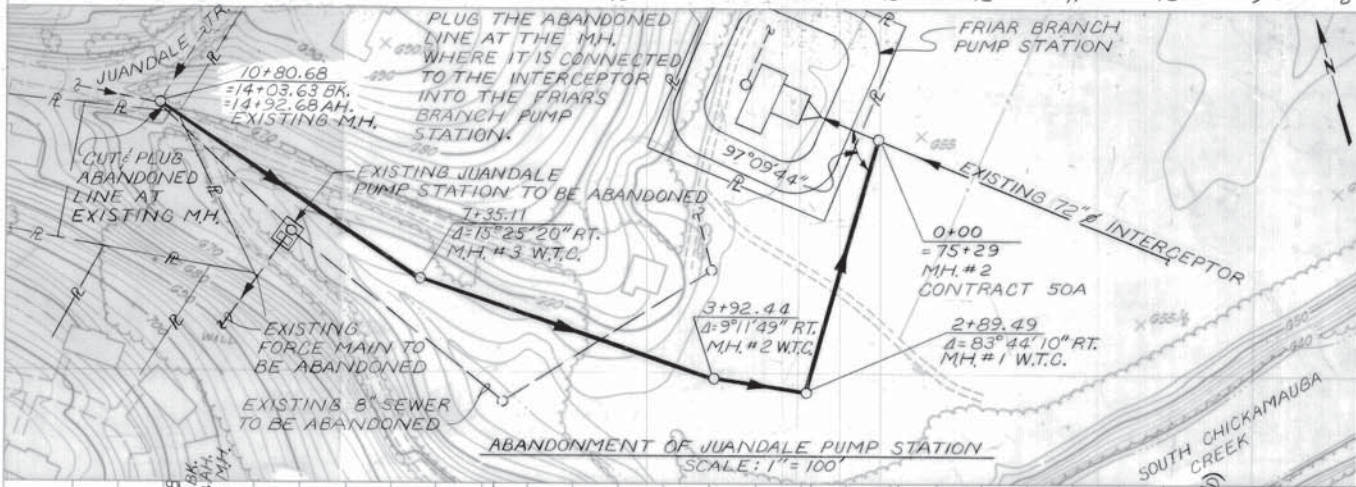 JUANDALE TR.
10+80.68
=14+03.63 BK.
=14+92.68 AH.
EXISTING M.H.
PLUG THE ABANDONED
LINE AT THE M.H.
WHERE IT IS CONNECTED
TO THE INTERCEPTOR
INTO THE FRIARS
BRANCH PUMP
STATION.
FRIAR BRANCH
PUMP STATION
N
CUT & PLUG
ABANDONED
LINE AT
EXISTING M.H.
EXISTING JUANDALE
PUMP STATION TO BE ABANDONED
7+35.11
Δ=15°25'20" RT.
M.H. #3 W.T.C.
97°09'44"
EXISTING 72"Ø INTERCEPTOR
0+00
=75+29
M.H. #2
CONTRACT 50A
3+92.44
Δ=9°11'49" RT.
M.H. #2 W.T.C.
2+89.49
Δ=83°44'10" RT.
M.H. #1 W.T.C.
EXISTING
FORCE MAIN TO
BE ABANDONED
WALL
EXISTING 8" SEWER
TO BE ABANDONED
ABANDONMENT OF JUANDALE PUMP STATION
SCALE: 1"=100'
SOUTH CHICKAMAUGA
CREEK
BK.
AH.
M.H.